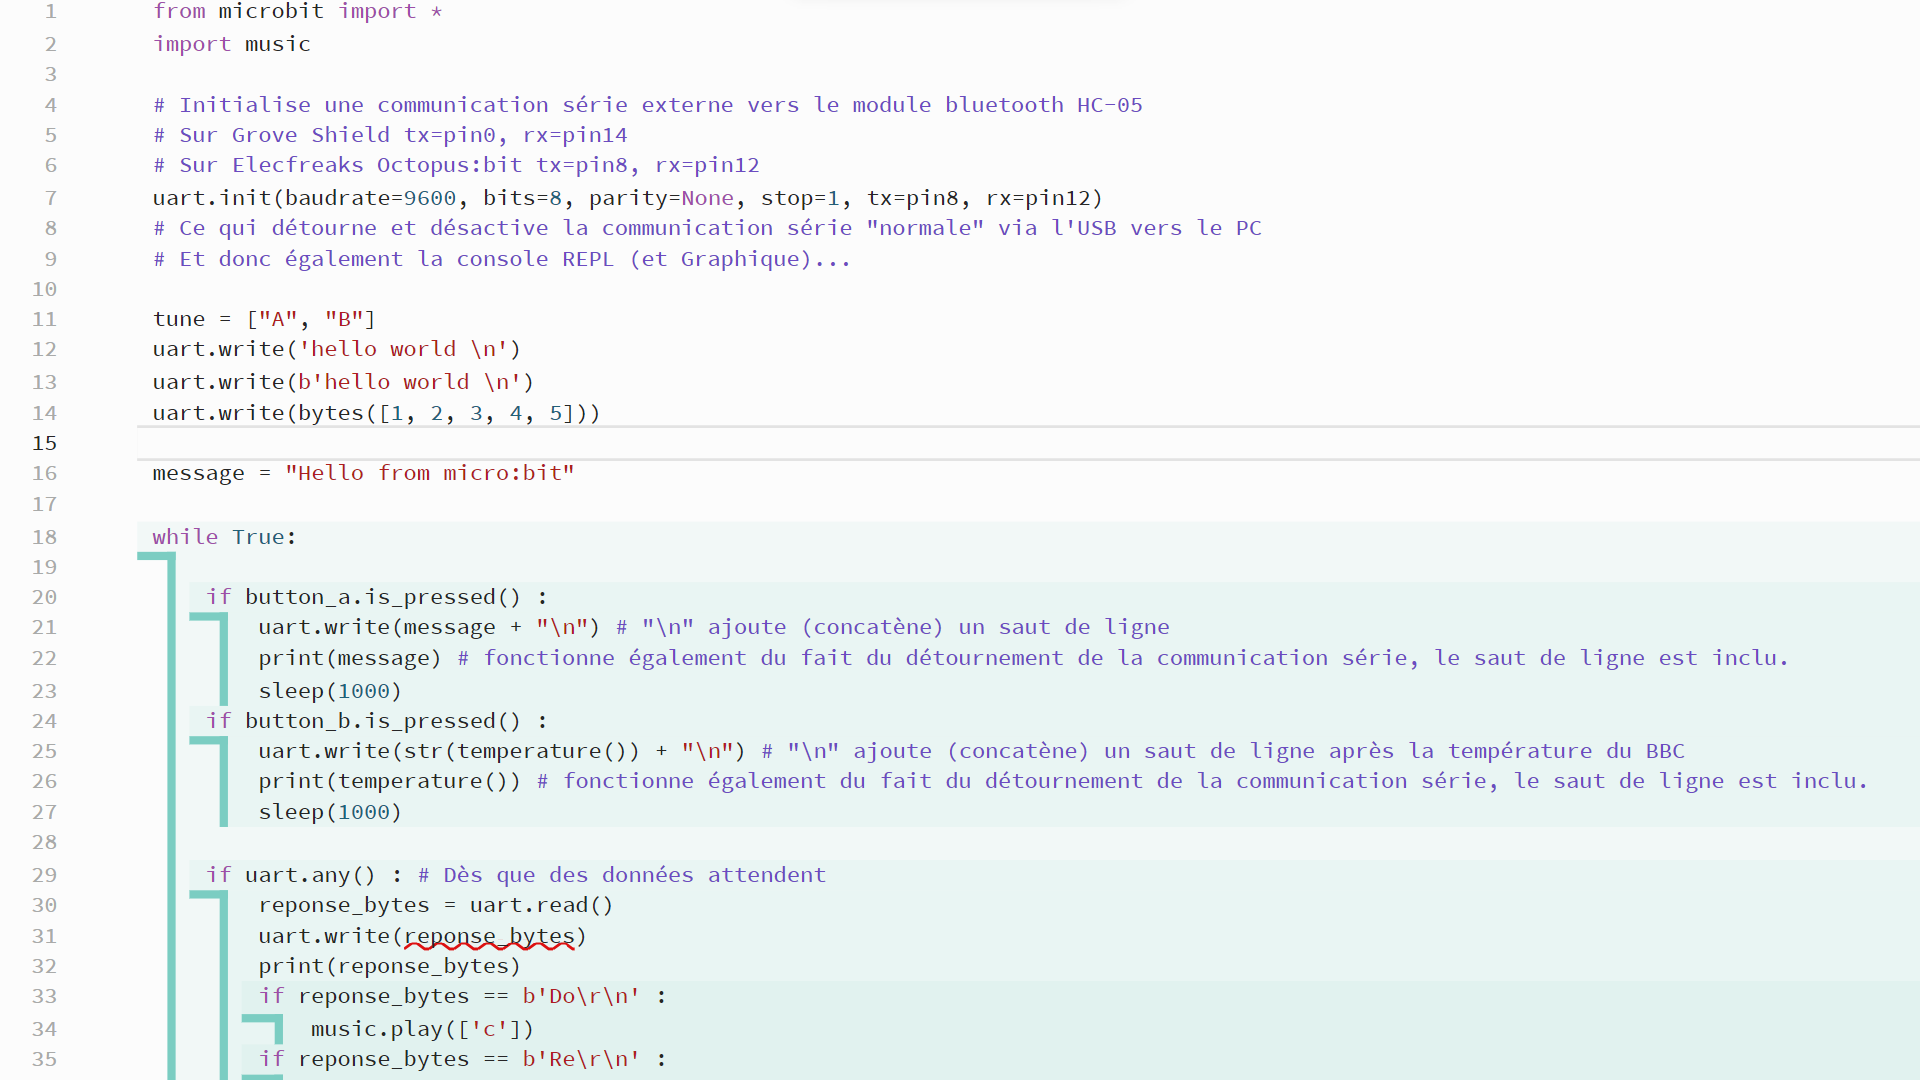 1 from microbit import *
2 import music
3
4 # Initialise une communication série externe vers le module bluetooth HC-05
5 # Sur Grove Shield tx=pin0, rx=pin14
6 # Sur Elecfreaks Octopus:bit tx=pin8, rx=pin12
7 uart.init(baudrate=9600, bits=8, parity=None, stop=1, tx=pin8, rx=pin12)
8 # Ce qui détourne et désactive la communication série "normale" via l'USB vers le PC
9 # Et donc également la console REPL (et Graphique)...
10
11 tune = ["A", "B"]
12 uart.write('hello world \n')
13 uart.write(b'hello world \n')
14 uart.write(bytes([1, 2, 3, 4, 5]))
15
16 message = "Hello from micro:bit"
17
18 while True:
19
20 if button_a.is_pressed() :
21 uart.write(message + "\n") # "\n" ajoute (concatène) un saut de ligne
22 print(message) # fonctionne également du fait du détournement de la communication série, le saut de ligne est inclu.
23 sleep(1000)
24 if button_b.is_pressed() :
25 uart.write(str(temperature()) + "\n") # "\n" ajoute (concatène) un saut de ligne après la température du BBC
26 print(temperature()) # fonctionne également du fait du détournement de la communication série, le saut de ligne est inclu.
27 sleep(1000)
28
29 if uart.any() : # Dès que des données attendent
30 reponse_bytes = uart.read()
31 uart.write(reponse_bytes)
32 print(reponse_bytes)
33 if reponse_bytes == b'Do\r\n' :
34 music.play(['c'])
35 if reponse_bytes == b'Re\r\n' :